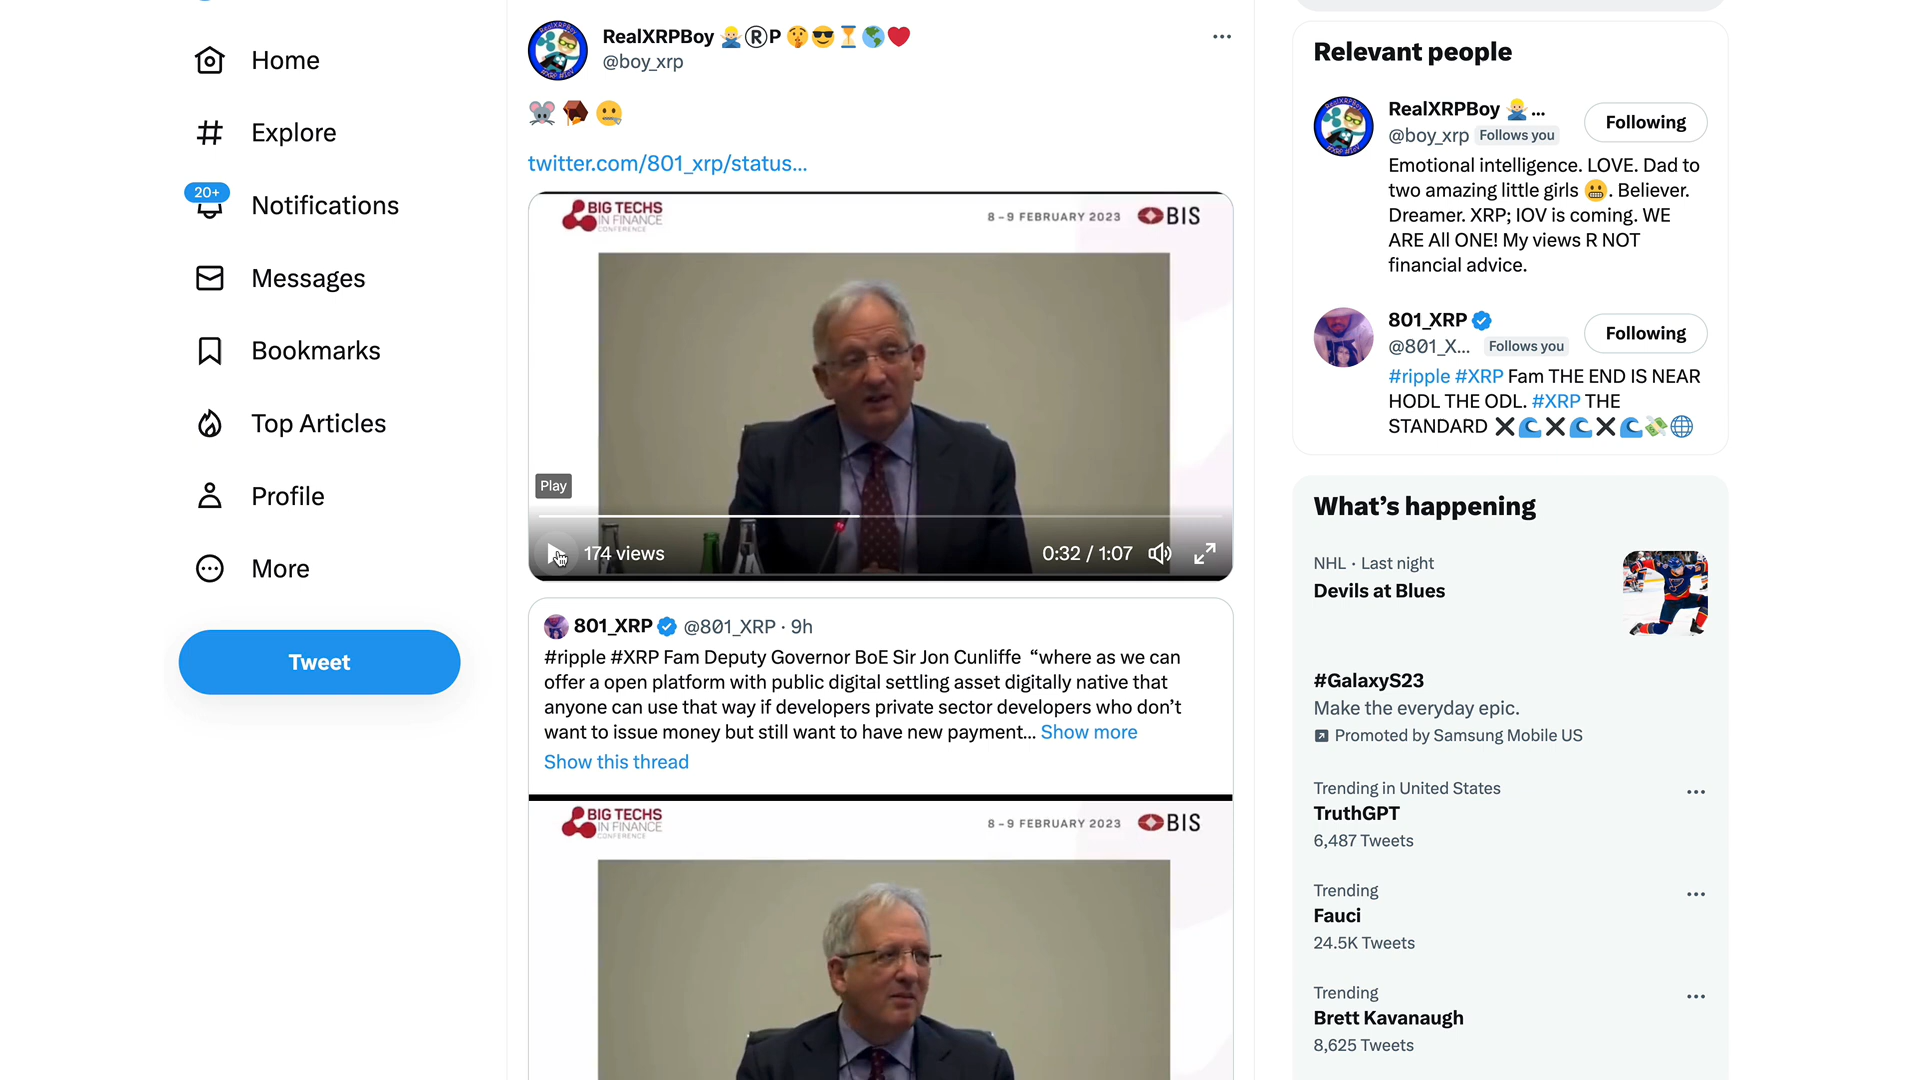 Home
Explore
20+
Notifications
Messages
Bookmarks
Top Articles
Profile
More
Tweet
RealXRPBoy 🙅🏼‍♂️ⓇP 🤫😎⏳🌎❤️
@boy_xrp
🐭🪤🤐
twitter.com/801_xrp/status...
BIG TECHS
IN FINANCE
CONFERENCE
8 – 9 FEBRUARY 2023
BIS
Play
174 views
0:32 / 1:07
801_XRP @801_XRP · 9h
#ripple #XRP Fam Deputy Governor BoE Sir Jon Cunliffe “where as we can
offer a open platform with public digital settling asset digitally native that
anyone can use that way if developers private sector developers who don’t
want to issue money but still want to have new payment... Show more
Show this thread
BIG TECHS
IN FINANCE
CONFERENCE
8 – 9 FEBRUARY 2023
BIS
Relevant people
RealXRPBoy 🙅🏼‍♂️ ...
@boy_xrp Follows you
Following
Emotional intelligence. LOVE. Dad to
two amazing little girls 😬. Believer.
Dreamer. XRP; IOV is coming. WE
ARE All ONE! My views R NOT
financial advice.
801_XRP
@801_X... Follows you
Following
#ripple #XRP Fam THE END IS NEAR
HODL THE ODL. #XRP THE
STANDARD ✖️🌊✖️🌊✖️🌊💸🌐
What’s happening
NHL · Last night
Devils at Blues
#GalaxyS23
Make the everyday epic.
Promoted by Samsung Mobile US
Trending in United States
TruthGPT
6,487 Tweets
Trending
Fauci
24.5K Tweets
Trending
Brett Kavanaugh
8,625 Tweets